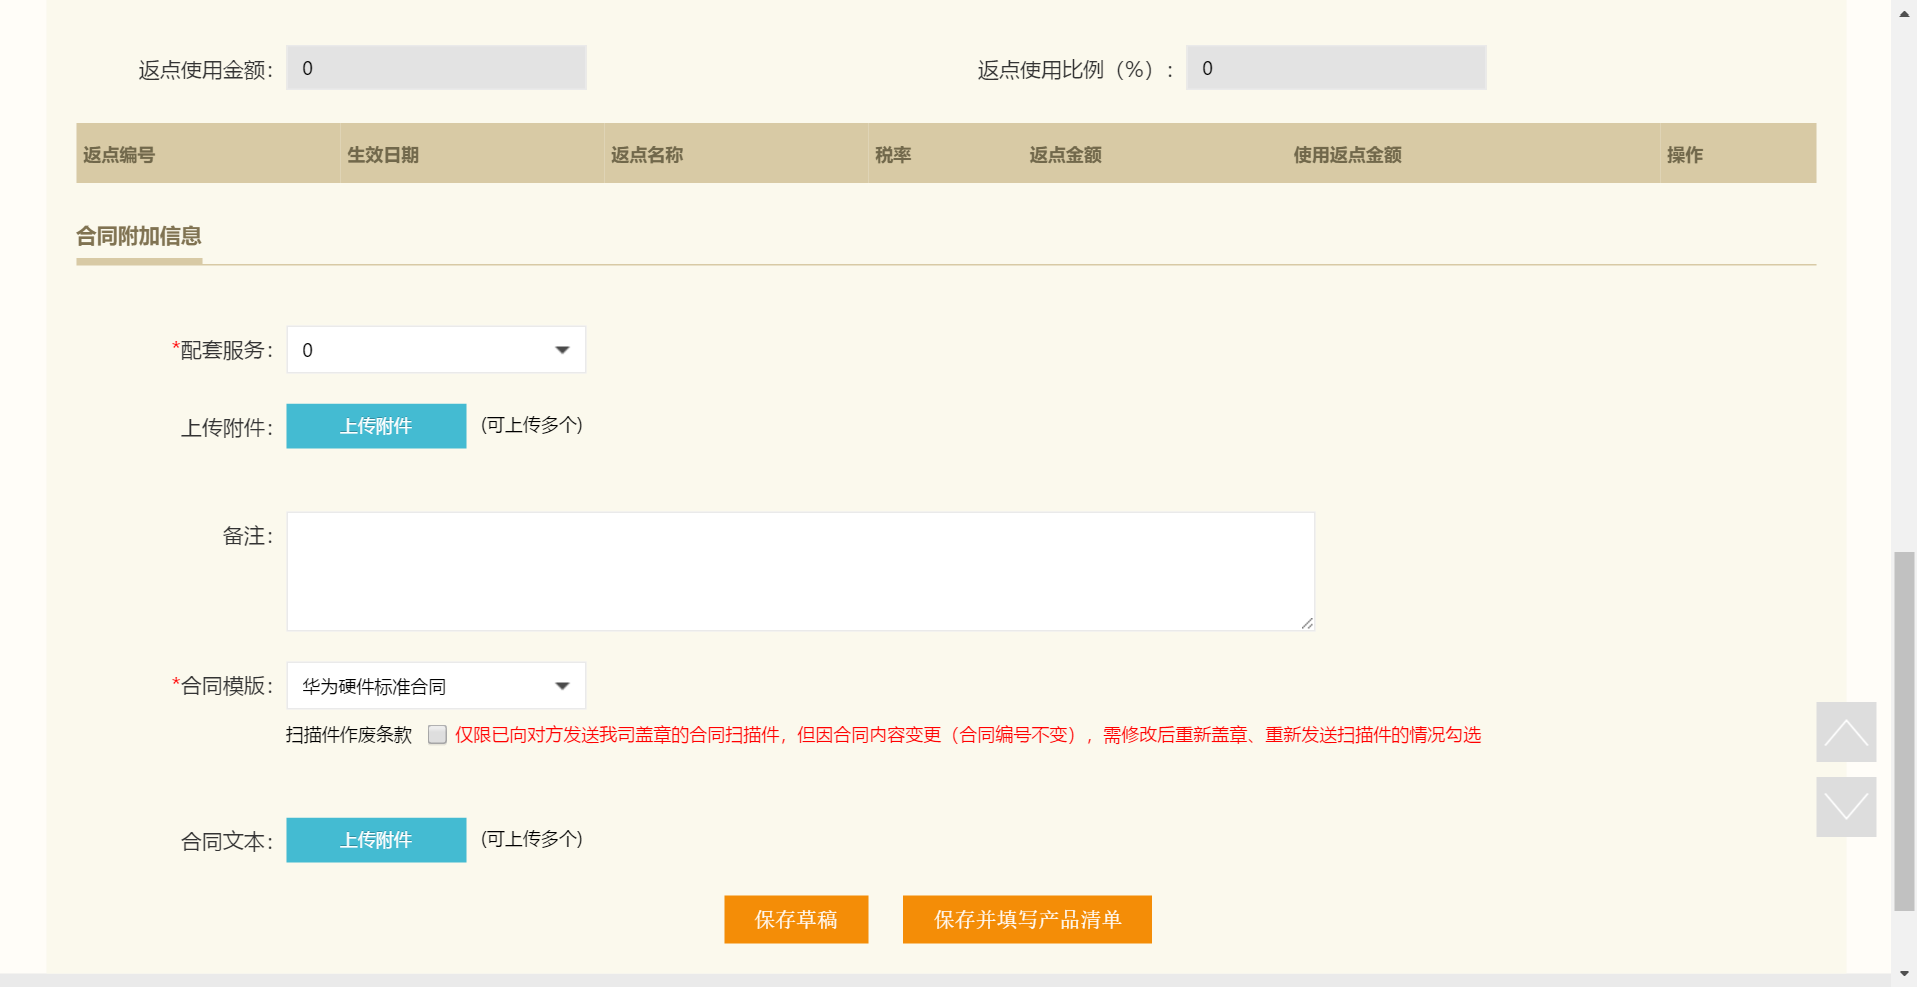 返点使用金额： 0 返点使用比例（%）： 0
返点编号 生效日期 返点名称 税率 返点金额 使用返点金额 操作
合同附加信息
*配套服务： 0
上传附件： 上传附件 (可上传多个)
备注：
*合同模版： 华为硬件标准合同
扫描件作废条款 仅限已向对方发送我司盖章的合同扫描件，但因合同内容变更（合同编号不变），需修改后重新盖章、重新发送扫描件的情况勾选
合同文本： 上传附件 (可上传多个)
保存草稿 保存并填写产品清单